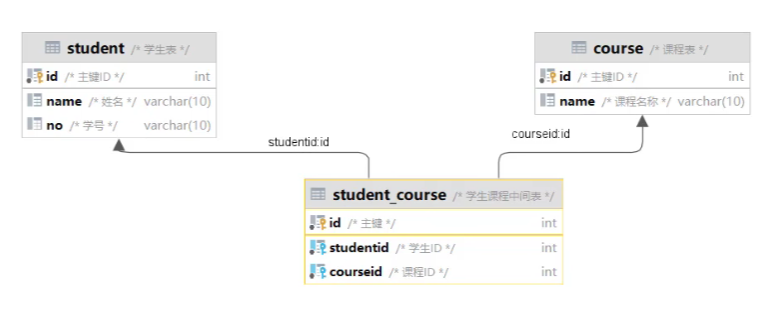 student /* 学生表 */
id /* 主键ID */ int
name /* 姓名 */ varchar(10)
no /* 学号 */ varchar(10)
course /* 课程表 */
id /* 主键ID */ int
name /* 课程名称 */ varchar(10)
studentid:id
courseid:id
student_course /* 学生课程中间表 */
id /* 主键 */ int
studentid /* 学生ID */ int
courseid /* 课程ID */ int